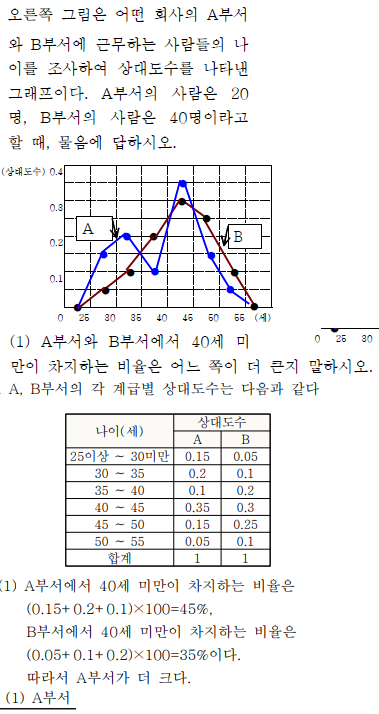 오른쪽 그림은 어떤 회사의 A부서
와 B부서에 근무하는 사람들의 나
이를 조사하여 상대도수를 나타낸
그래프이다. A부서의 사람은 20
명, B부서의 사람은 40명이라고
할 때, 물음에 답하시오.
(상대도수) 0.4
0.3
A
B
0.2
0.1
0 25 35 45 55 (세)
0 25 30
(1) A부서와 B부서에서 40세 미
만이 차지하는 비율은 어느 쪽이 더 큰지 말하시오.
A, B부서의 각 계급별 상대도수는 다음과 같다
나이(세) 상대도수
A B
25이상 ~ 30미만 0.15 0.05
30 ~ 35 0.2 0.1
35 ~ 40 0.1 0.2
40 ~ 45 0.35 0.3
45 ~ 50 0.15 0.25
50 ~ 55 0.05 0.1
합계 1 1
(1) A부서에서 40세 미만이 차지하는 비율은
(0.15+0.2+0.1)×100=45%,
B부서에서 40세 미만이 차지하는 비율은
(0.05+0.1+0.2)×100=35%이다.
따라서 A부서가 더 크다.
(1) A부서